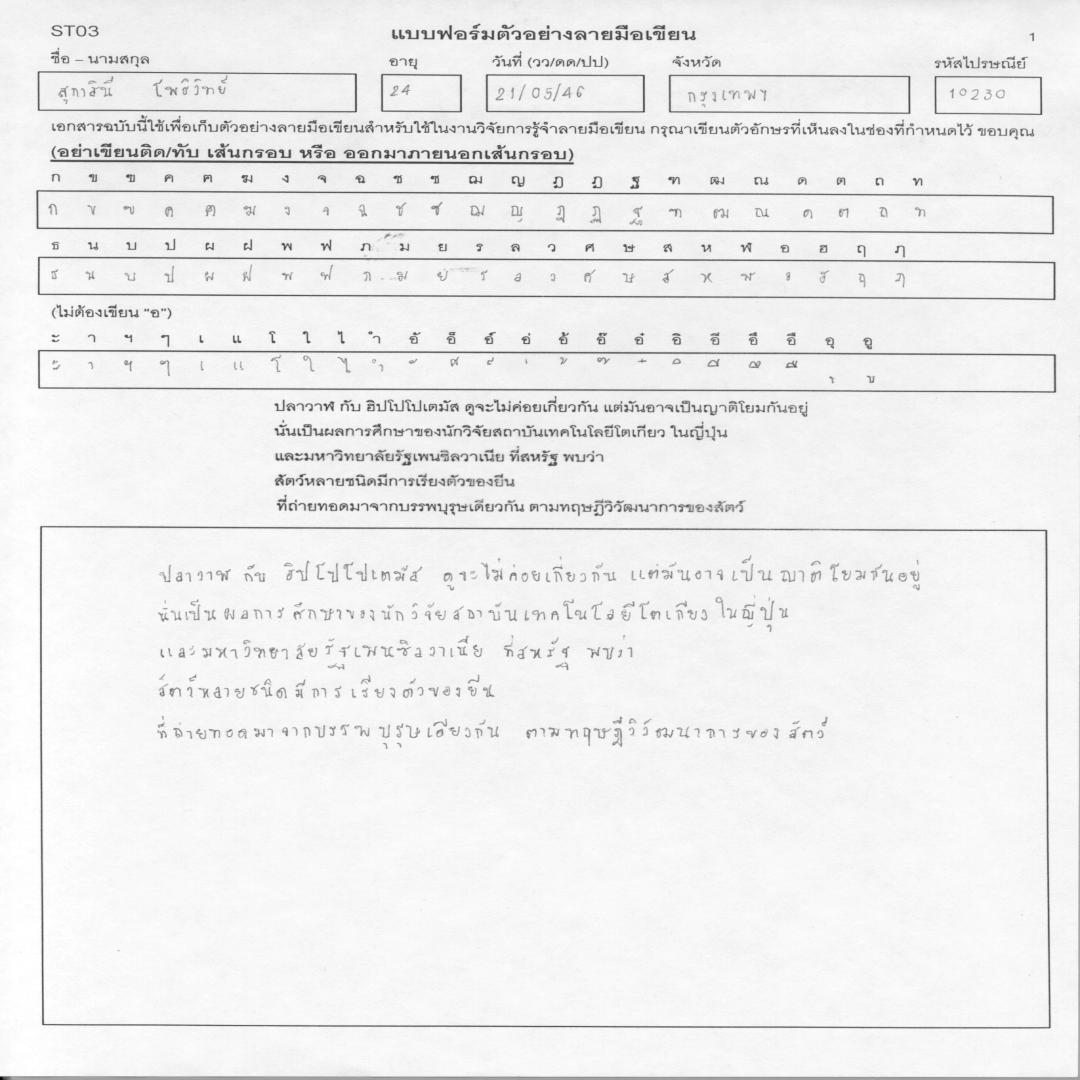 ST03 แบบฟอร์มตัวอย่างลายมือเขียน 1
ชื่อ – นามสกุล อายุ วันที่ (วว/ดด/ปป) จังหวัด รหัสไปรษณีย์
สุภาสินี โพธิวิทย์ 24 21/05/46 กรุงเทพฯ 10230
เอกสารฉบับนี้ใช้เพื่อเก็บตัวอย่างลายมือเขียนสำหรับใช้ในงานวิจัยการรู้จำลายมือเขียน กรุณาเขียนตัวอักษรที่เห็นลงในช่องที่กำหนดไว้ ขอบคุณ
(อย่าเขียนติด/ทับ เส้นกรอบ หรือ ออกมาภายนอกเส้นกรอบ)
ก ข ฃ ค ฅ ฆ ง จ ฉ ช ซ ฌ ญ ฎ ฏ ฐ ฑ ฒ ณ ด ต ถ ท
ก ข ฃ ค ฅ ฆ ง จ ฉ ช ซ ฌ ญ ฎ ฏ ฐ ฑ ฒ ณ ด ต ถ ท
ธ น บ ป ผ ฝ พ ฟ ภ ม ย ร ล ว ศ ษ ส ห ฬ อ ฮ ฤ ฦ
ธ น บ ป ผ ฝ พ ฟ ภ ม ย ร ล ว ศ ษ ส ห ฬ อ ฮ ฤ ฦ
(ไม่ต้องเขียน "อ")
ะ า ฯ ๆ เ แ โ ใ ไ ำ อั อ็ อ์ อ่ อ้ อ๊ อ๋ อิ อี อึ อื อุ อู
ะ า ฯ ๆ เ แ โ ใ ไ ำ ั ็ ์ ่ ้ ๊ ๋ ิ ี ึ ื ุ ู
ปลาวาฬ กับ ฮิปโปโปเตมัส ดูจะไม่ค่อยเกี่ยวกัน แต่มันอาจเป็นญาติโยมกันอยู่
นั่นเป็นผลการศึกษาของนักวิจัยสถาบันเทคโนโลยีโตเกียว ในญี่ปุ่น
และมหาวิทยาลัยรัฐเพนซิลวาเนีย ที่สหรัฐ พบว่า
สัตว์หลายชนิดมีการเรียงตัวของยีน
ที่ถ่ายทอดมาจากบรรพบุรุษเดียวกัน ตามทฤษฎีวิวัฒนาการของสัตว์
ปลาวาฬ กับ ฮิปโปโปเตมัส ดูจะไม่ค่อยเกี่ยวกัน แต่มันอาจเป็นญาติโยมกันอยู่
นั่นเป็นผลการศึกษาของนักวิจัยสถาบันเทคโนโลยีโตเกียว ในญี่ปุ่น
และมหาวิทยาลัยรัฐเพนซิลวาเนีย ที่สหรัฐ พบว่า
สัตว์หลายชนิดมีการเรียงตัวของยีน
ที่ถ่ายทอดมาจากบรรพบุรุษเดียวกัน ตามทฤษฎีวิวัฒนาการของสัตว์